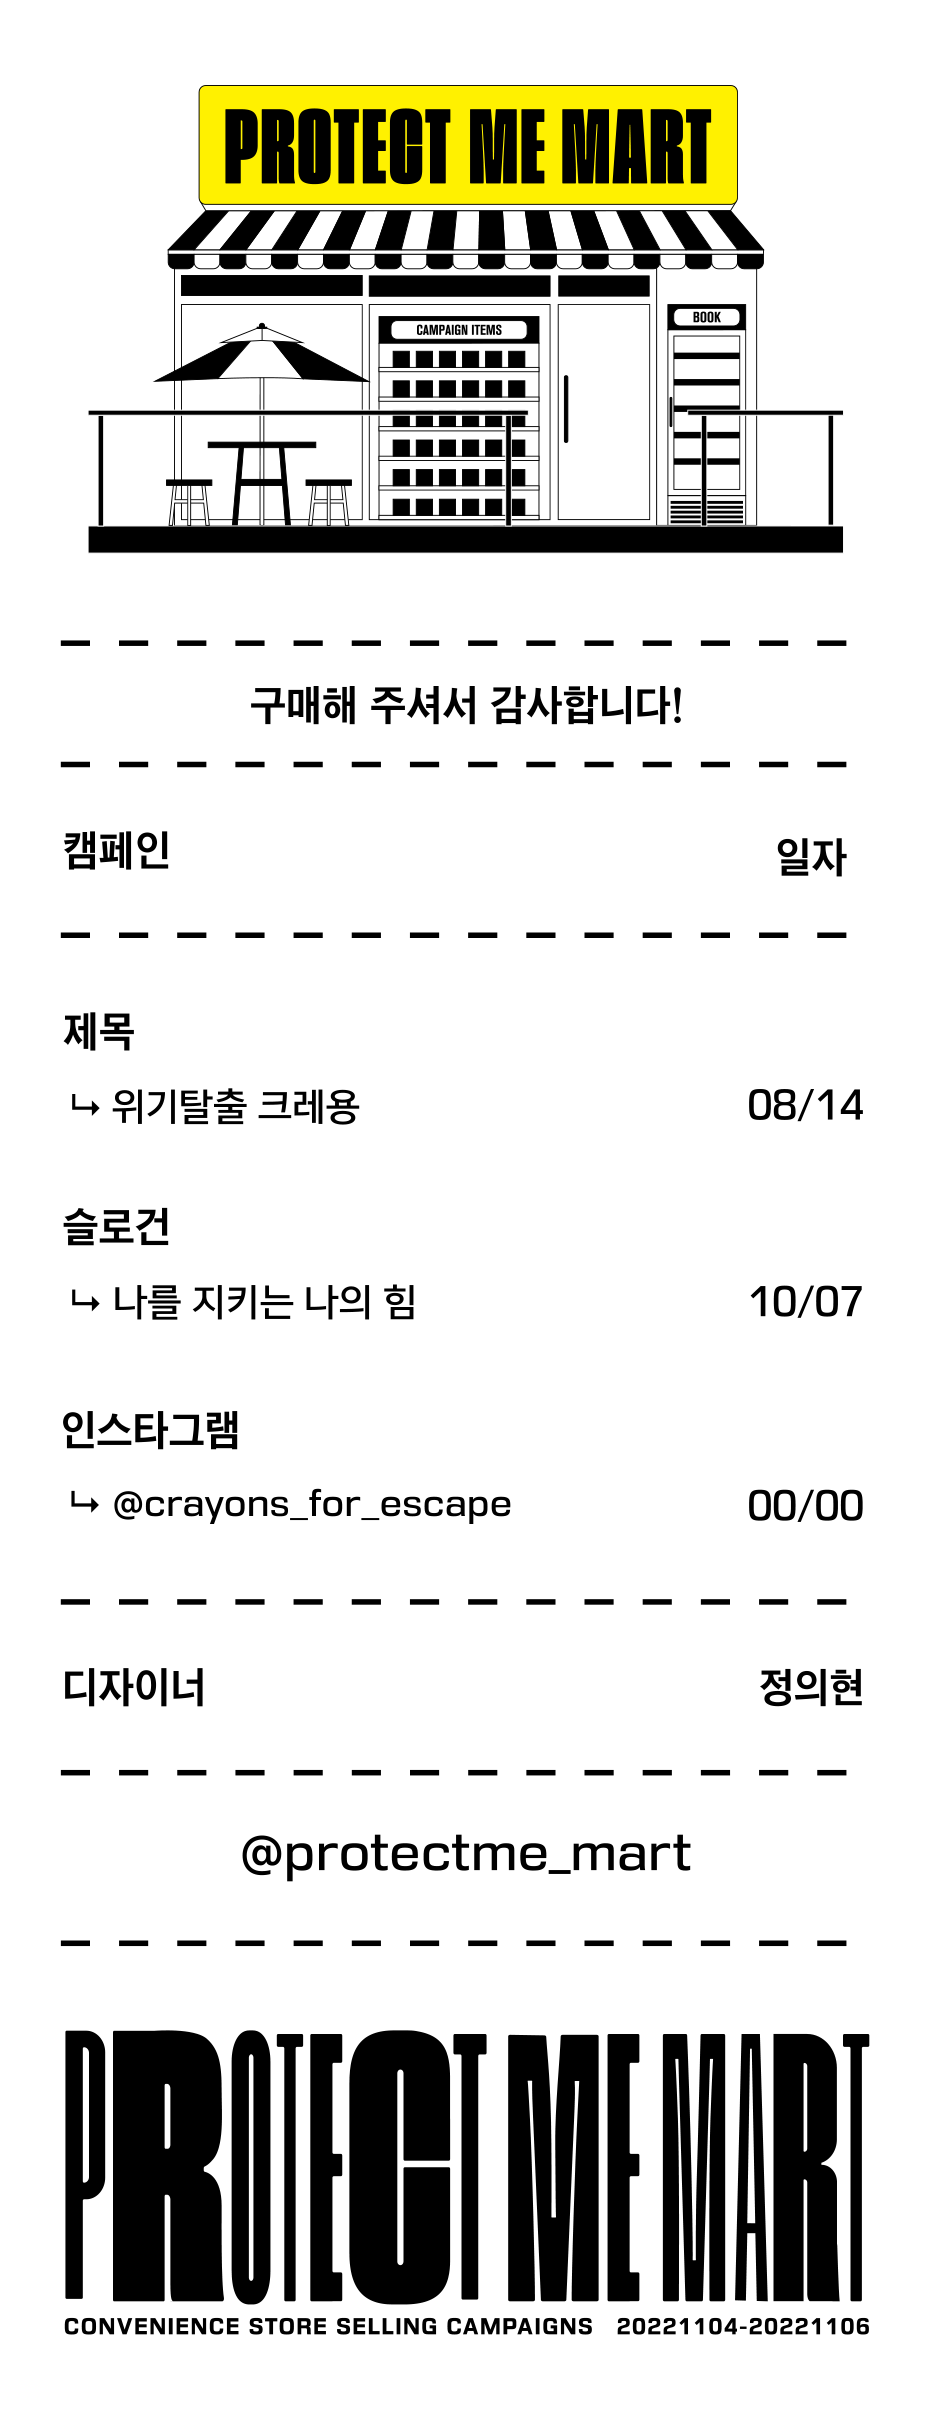 PROTECT ME MART
CAMPAIGN ITEMS
BOOK
구매해 주셔서 감사합니다!
캠페인 일자
제목
↳ 위기탈출 크레용 08/14
슬로건
↳ 나를 지키는 나의 힘 10/07
인스타그램
↳ @crayons_for_escape 00/00
디자이너 정의현
@protectme_mart
PROTECT ME MART
CONVENIENCE STORE SELLING CAMPAIGNS 20221104-20221106